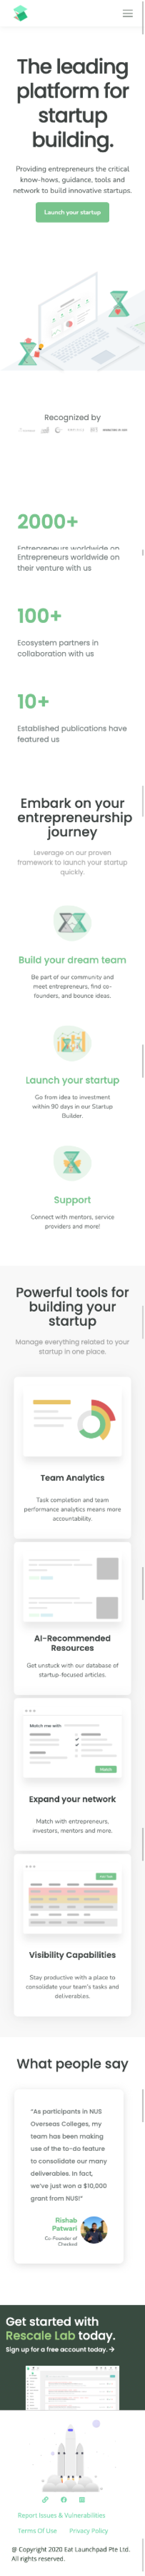 The leading
platform for
startup
building.
Providing entrepreneurs the critical
know-hows, guidance, tools and
network to build innovative startups.
Launch your startup
Recognized by
2000+
Entrepreneurs worldwide on
Entrepreneurs worldwide on
their venture with us
100+
Ecosystem partners in
collaboration with us
10+
Established publications have
featured us
Embark on your
entrepreneurship
journey
Leverage on our proven
framework to launch your startup
quickly.
Build your dream team
Be part of our community and
meet entrepreneurs, find co-
founders, and bounce ideas.
Launch your startup
Go from idea to investment
within 90 days in our Startup
Builder.
Support
Connect with mentors, service
providers and more!
Powerful tools for
building your
startup
Manage everything related to your
startup in one place.
Team Analytics
Task completion and team
performance analytics means more
accountability.
AI-Recommended
Resources
Get unstuck with our database of
startup-focused articles.
Match me with
Match
Expand your network
Match with entrepreneurs,
investors, mentors and more.
Visibility Capabilities
Stay productive with a place to
consolidate your team's tasks and
deliverables.
What people say
"As participants in NUS
Overseas Colleges, my
team has been making
use of the to-do feature
to consolidate our many
deliverables. In fact,
we've just won a $10,000
grant from NUS!"
Rishab
Patwari
Co-Founder of
Checked
Get started with
Rescale Lab today.
Sign up for a free account today. →
Report Issues & Vulnerabilities
Terms Of Use Privacy Policy
@ Copyright 2020 Eat Launchpad Pte Ltd.
All rights reserved.